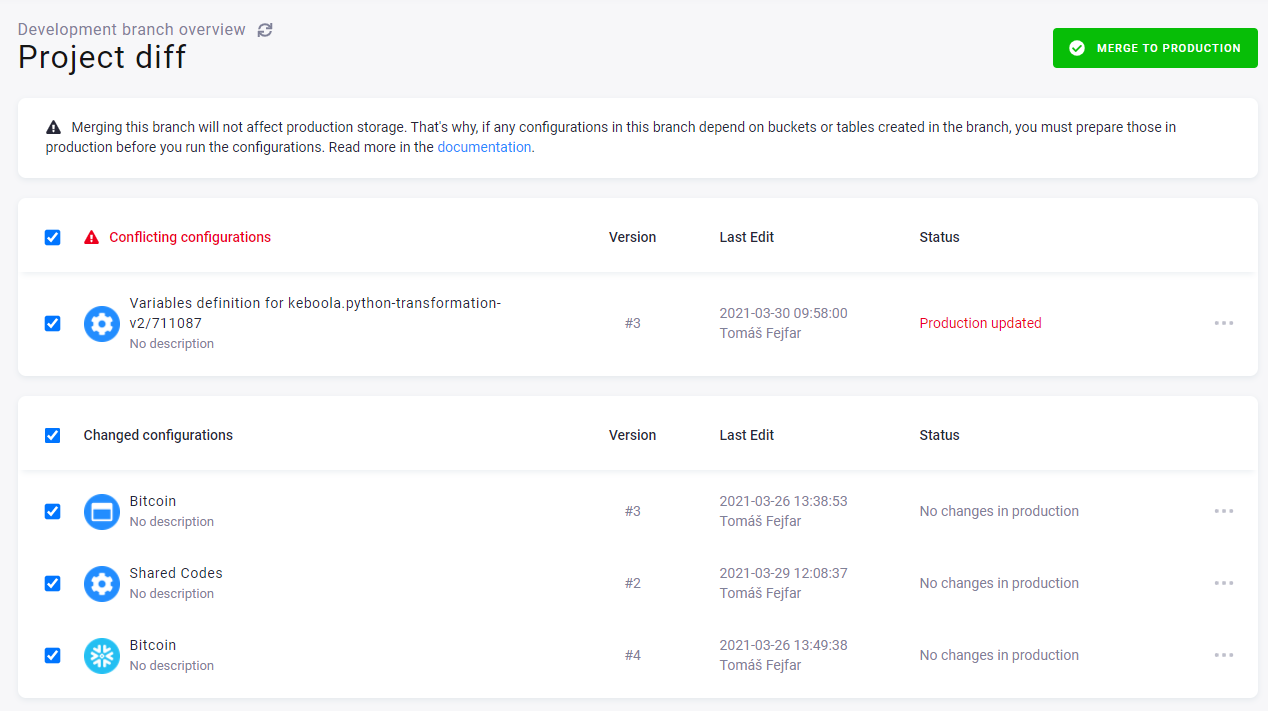 Development branch overview
Project diff
MERGE TO PRODUCTION
Merging this branch will not affect production storage. That's why, if any configurations in this branch depend on buckets or tables created in the branch, you must prepare those in
production before you run the configurations. Read more in the documentation.
Conflicting configurations Version Last Edit Status
Variables definition for keboola.python-transformation-
v2/711087
No description
#3
2021-03-30 09:58:00
Tomáš Fejfar
Production updated
Changed configurations Version Last Edit Status
Bitcoin
No description
#3
2021-03-26 13:38:53
Tomáš Fejfar
No changes in production
Shared Codes
No description
#2
2021-03-29 12:08:37
Tomáš Fejfar
No changes in production
Bitcoin
No description
#4
2021-03-26 13:49:38
Tomáš Fejfar
No changes in production